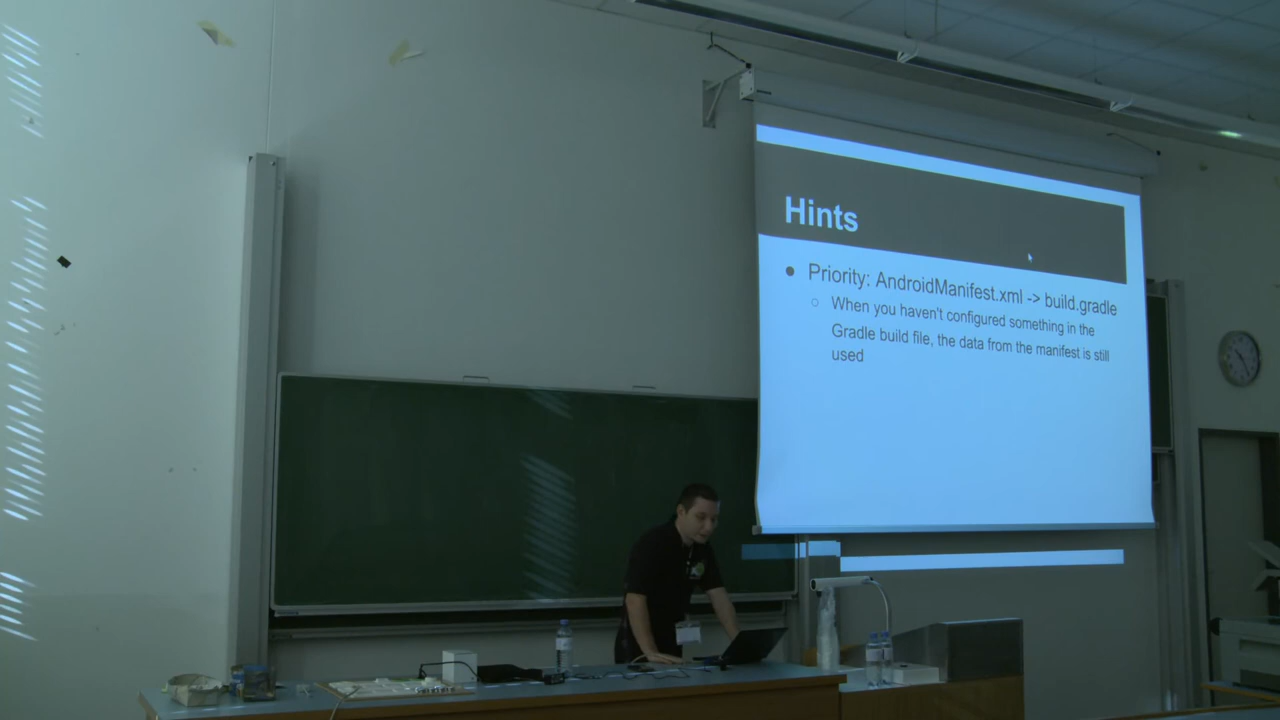 Hints
● Priority: AndroidManifest.xml -> build.gradle
○ When you haven't configured something in the
Gradle build file, the data from the manifest is still
used